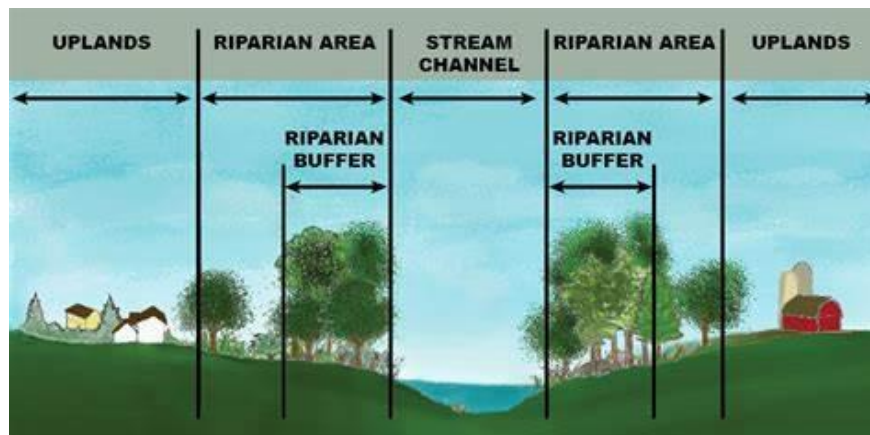 UPLANDS
RIPARIAN AREA
STREAM
CHANNEL
RIPARIAN AREA
UPLANDS
RIPARIAN
BUFFER
RIPARIAN
BUFFER